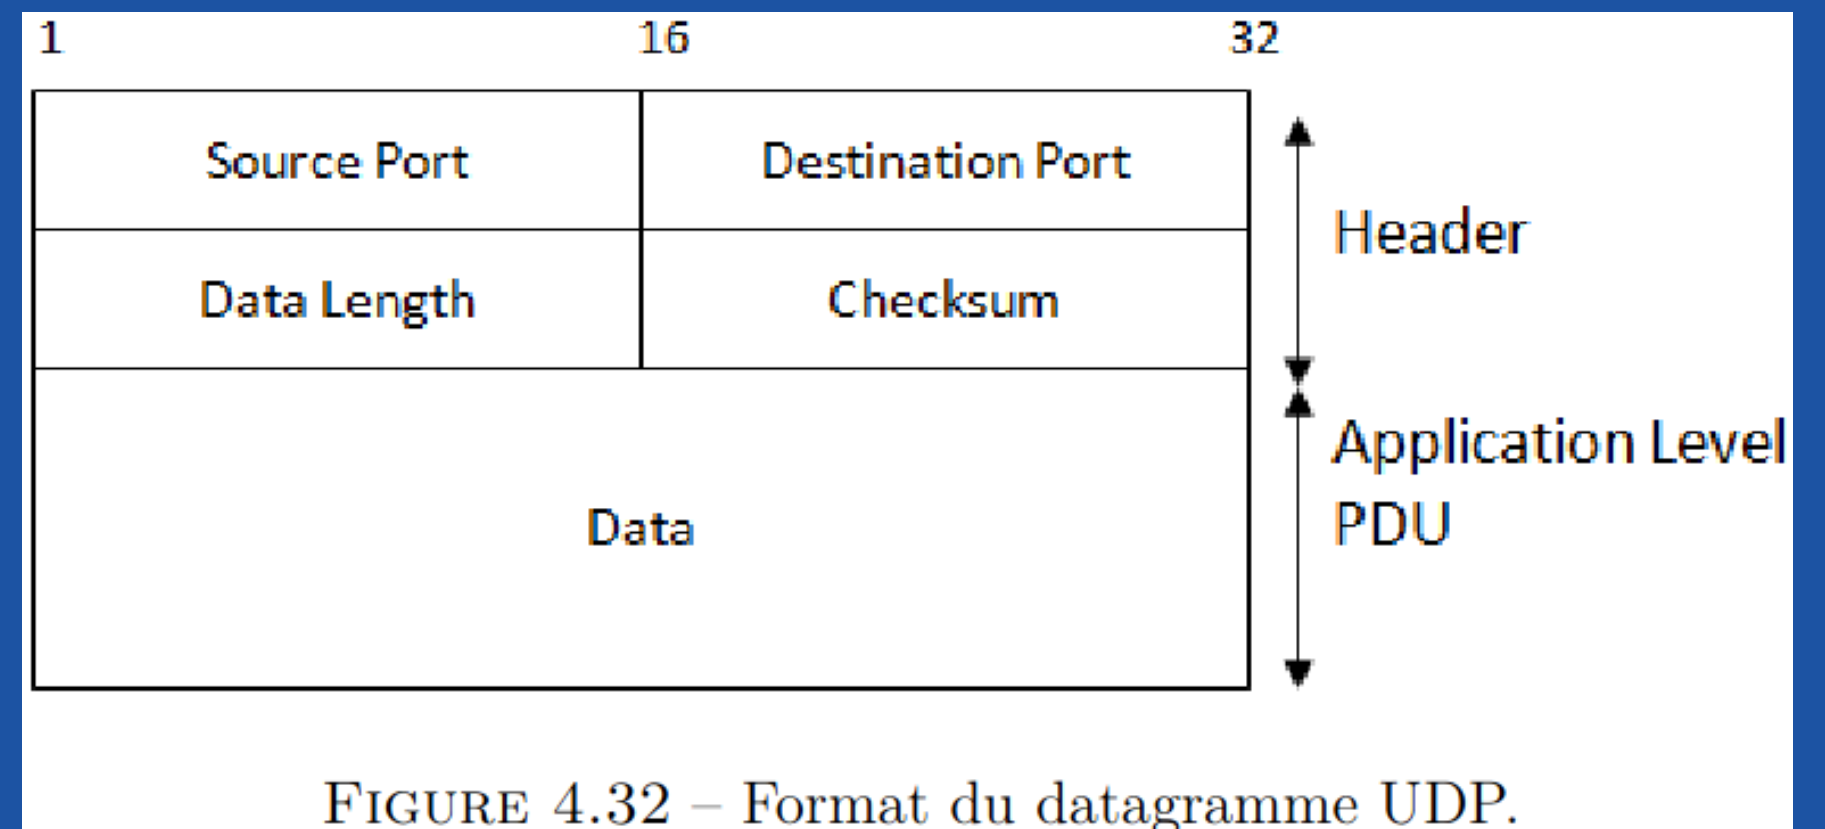 1 16 32
Source Port Destination Port
Header
Data Length Checksum
Application Level
PDU
Data
FIGURE 4.32 – Format du datagramme UDP.